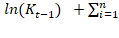 ln(K_{t−1}) + ∑_{i=1}^{n}